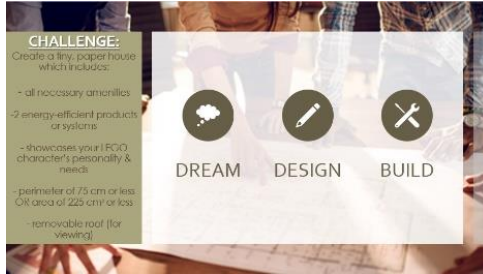 CHALLENGE:
Create a tiny, paper house
which includes:
- all necessary amenities
-2 energy-efficient products
or systems
- showcases your LEGO
character's personality &
needs
- perimeter of 75 cm or less
OR area of 225 cm² or less
- removable roof (for
viewing)
DREAM
DESIGN
BUILD